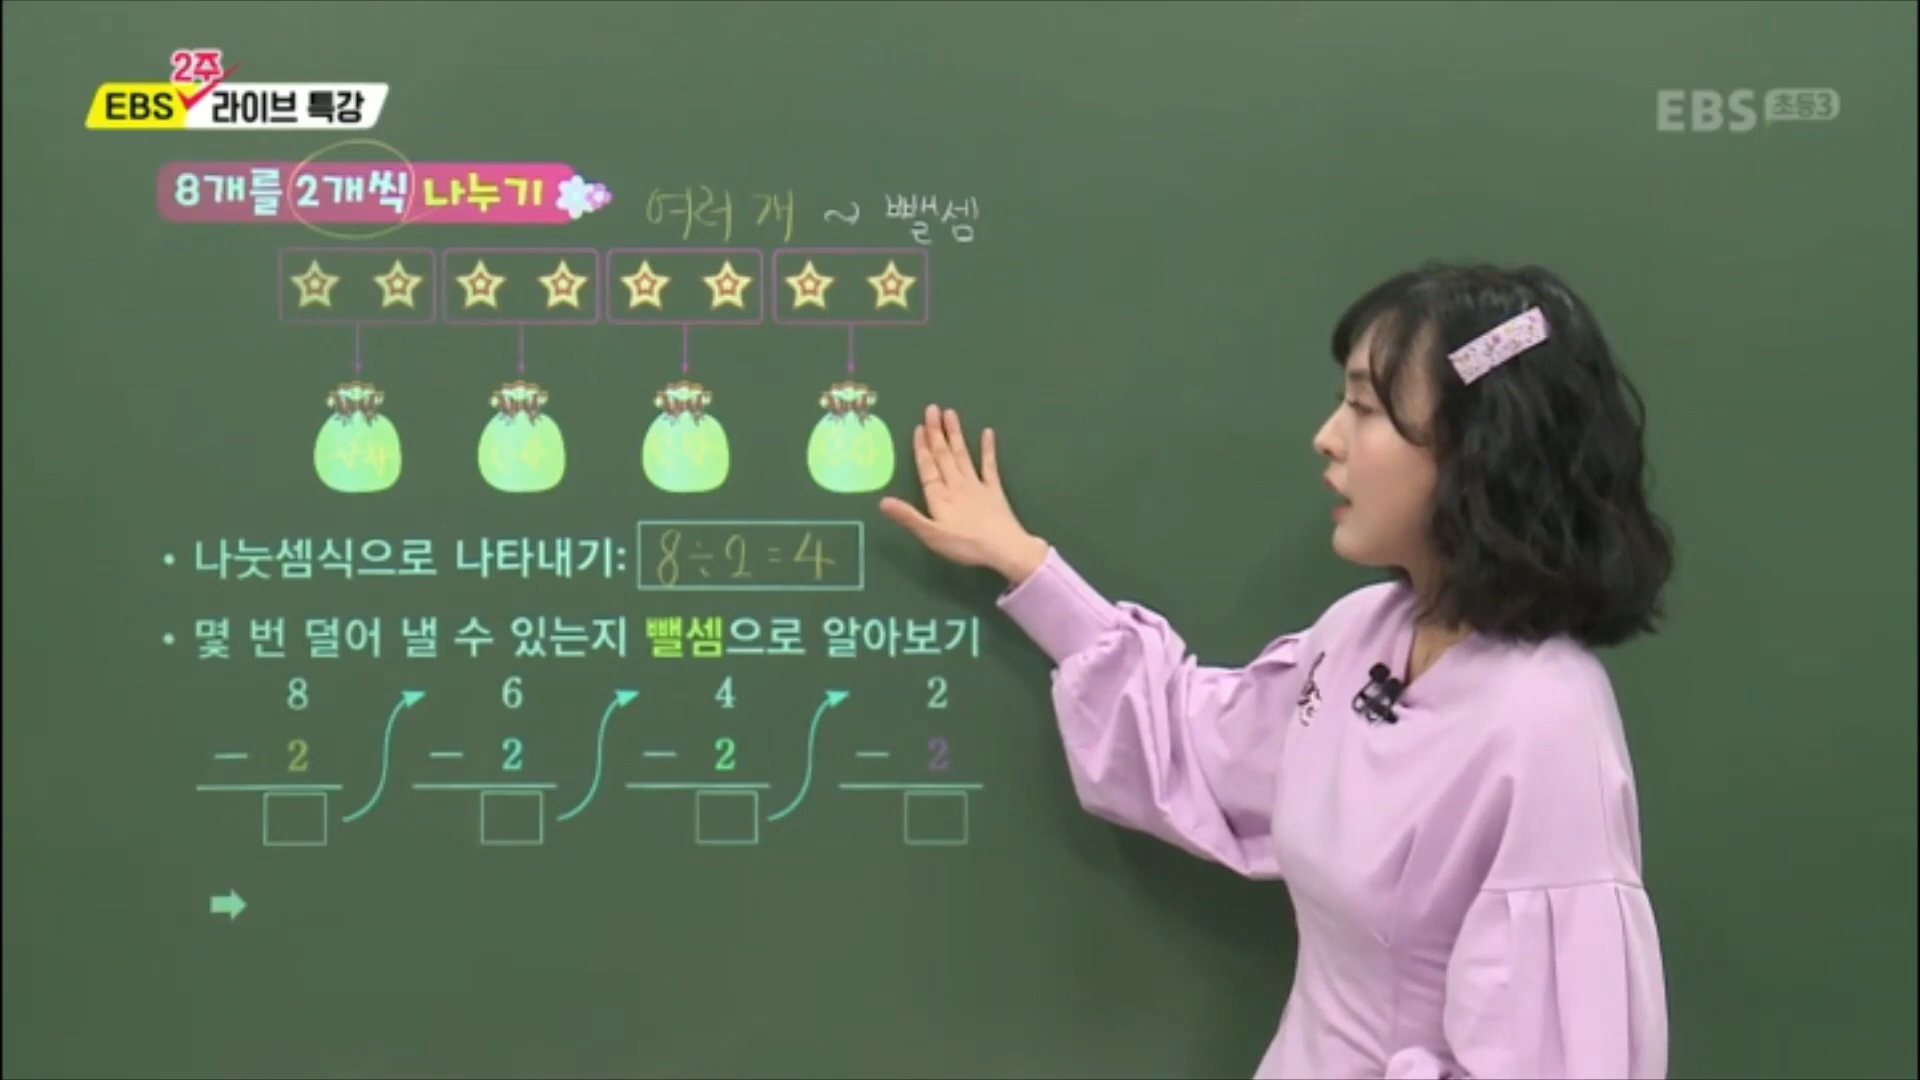 2주
EBS 라이브 특강
EBS 초등3
8개를 2개씩 나누기
여러 개 ~ 뺄셈
• 나눗셈식으로 나타내기: 8÷2=4
• 몇 번 덜어 낼 수 있는지 뺄셈으로 알아보기
8 6 4 2
− 2 − 2 − 2 − 2